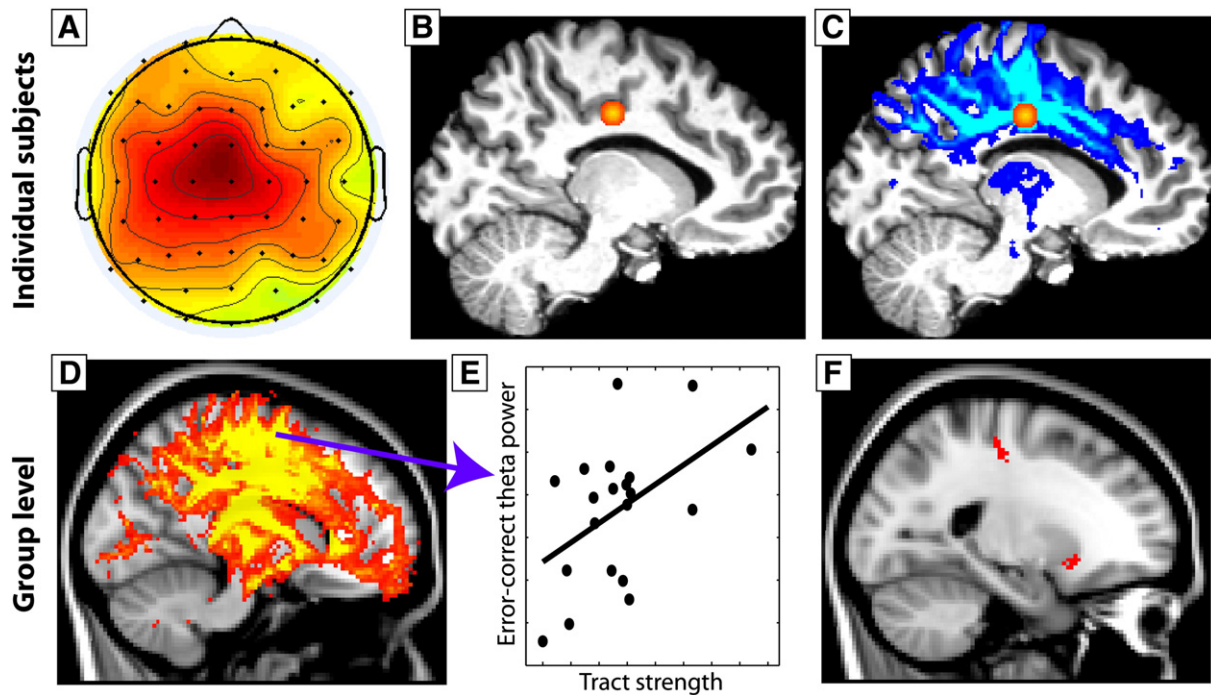 Individual subjects
A
B
C
Group level
D
E
Error-correct theta power
Tract strength
F